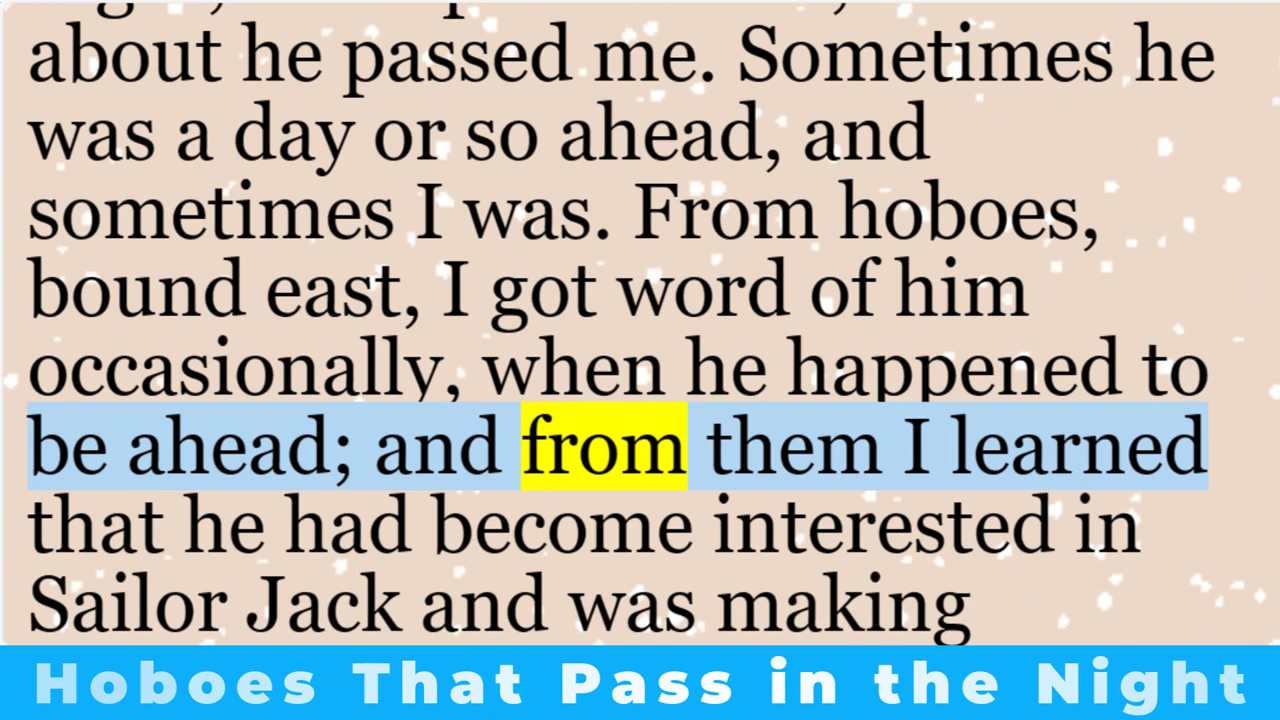 about he passed me. Sometimes he
was a day or so ahead, and
sometimes I was. From hoboes,
bound east, I got word of him
occasionally, when he happened to
be ahead; and from them I learned
that he had become interested in
Sailor Jack and was making
Hoboes That Pass in the Night